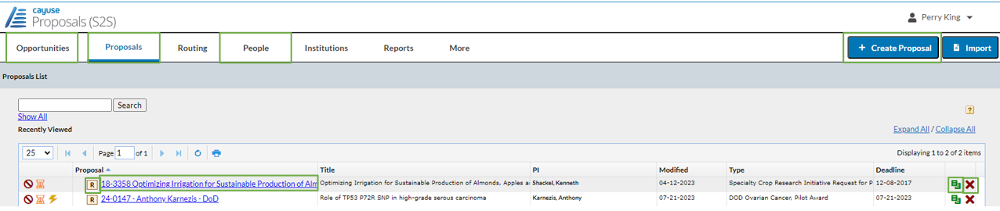 cayuse
Proposals (S2S)
Perry King
Opportunities Proposals Routing People Institutions Reports More + Create Proposal Import
Proposals List
Search
Show All
?
Recently Viewed
Expand All / Collapse All
25 Page 1 of 1 Displaying 1 to 2 of 2 items
Proposal Title PI Modified Type Deadline
R 18-3358 Optimizing Irrigation for Sustainable Production of Alm Optimizing Irrigation for Sustainable Production of Almonds, Apples a Shackel, Kenneth 04-12-2023 Specialty Crop Research Initiative Request for P 12-08-2017
R 24-0147 - Anthony Karnezis - DoD Role of TP53 P72R SNP in high-grade serous carcinoma Karnezis, Anthony 07-21-2023 DOD Ovarian Cancer, Pilot Award 07-21-2023